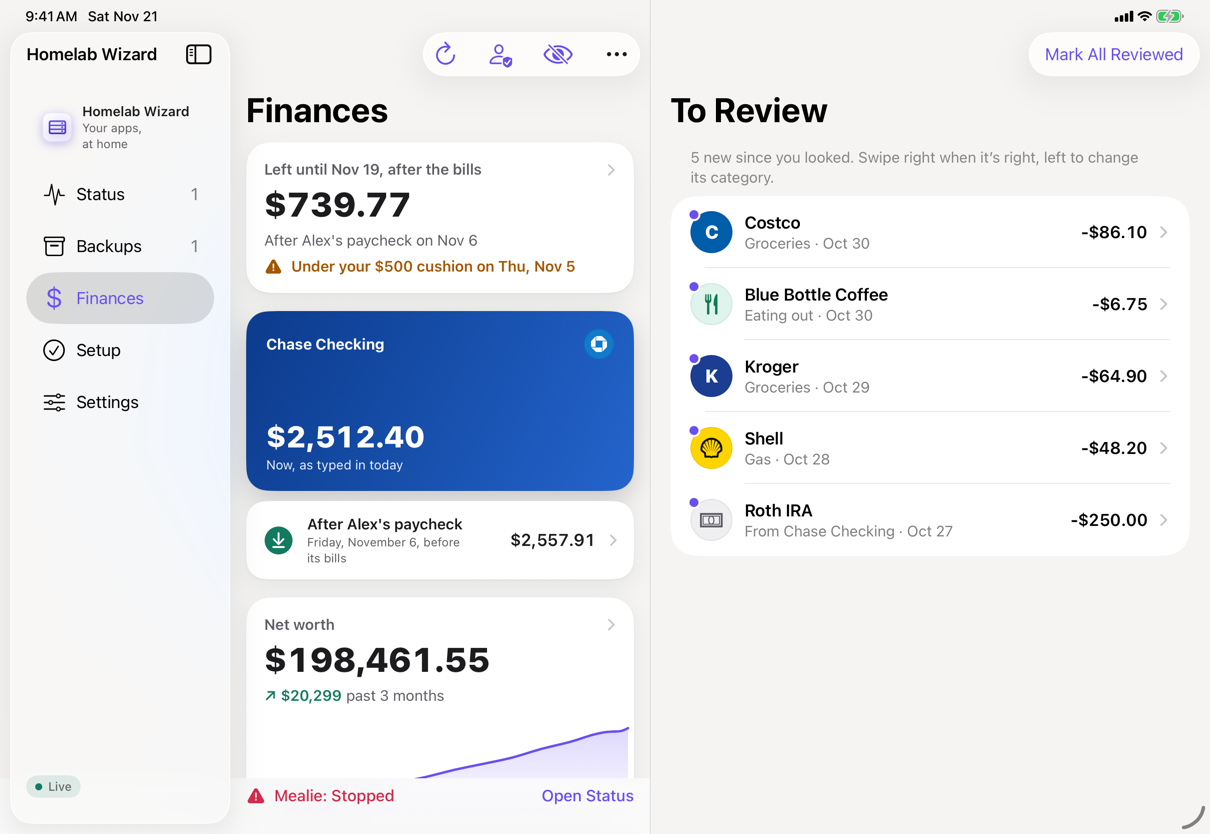 9:41 AM Sat Nov 21
Homelab Wizard
Homelab Wizard
Your apps,
at home
Status 1
Backups 1
Finances
Setup
Settings
Live
Finances
Left until Nov 19, after the bills
$739.77
After Alex's paycheck on Nov 6
Under your $500 cushion on Thu, Nov 5
Chase Checking
$2,512.40
Now, as typed in today
After Alex's paycheck
Friday, November 6, before
its bills
$2,557.91
Net worth
$198,461.55
$20,299 past 3 months
Mealie: Stopped
Open Status
Mark All Reviewed
To Review
5 new since you looked. Swipe right when it’s right, left to change
its category.
C
Costco
Groceries · Oct 30
-$86.10
Blue Bottle Coffee
Eating out · Oct 30
-$6.75
K
Kroger
Groceries · Oct 29
-$64.90
Shell
Gas · Oct 28
-$48.20
Roth IRA
From Chase Checking · Oct 27
-$250.00